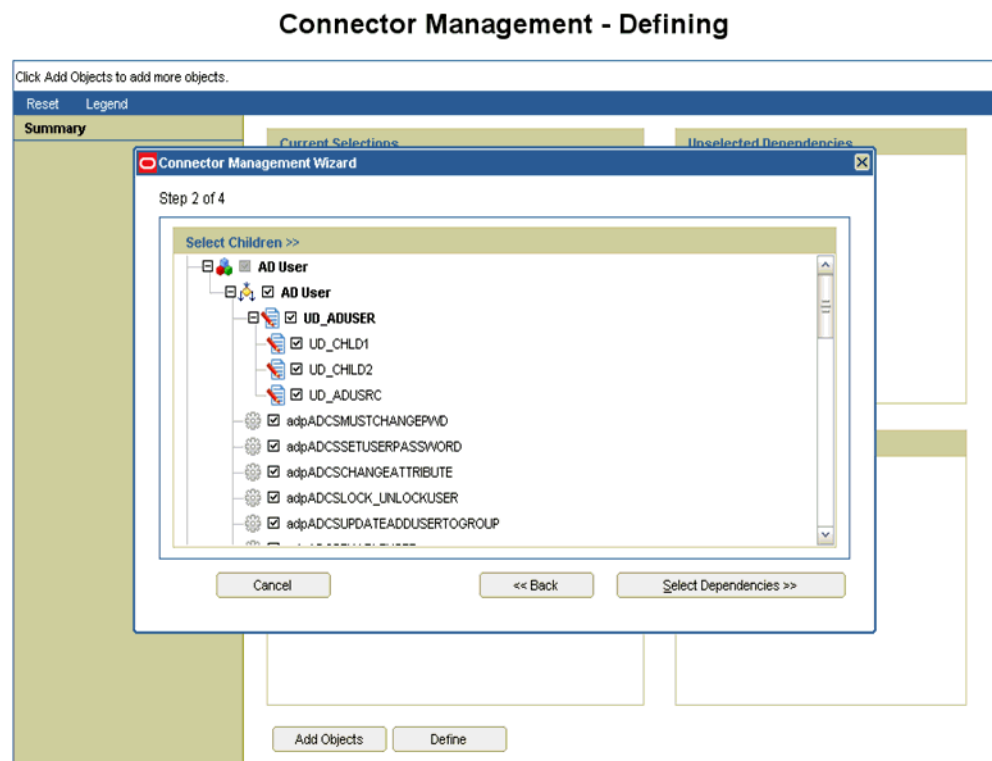 Connector Management - Defining
Click Add Objects to add more objects.
Reset Legend
Summary
Current Selections
Unselected Dependencies
Connector Management Wizard
Step 2 of 4
Select Children >>
AD User
AD User
UD_ADUSER
UD_CHLD1
UD_CHILD2
UD_ADUSRC
adpADCSMUSTCHANGEPWD
adpADCSSETUSERPASSWORD
adpADCSCHANGEATTRIBUTE
adpADCSLOCK_UNLOCKUSER
adpADCSUPDATEADDUSERTOGROUP
Cancel
<< Back
Select Dependencies >>
Add Objects
Define